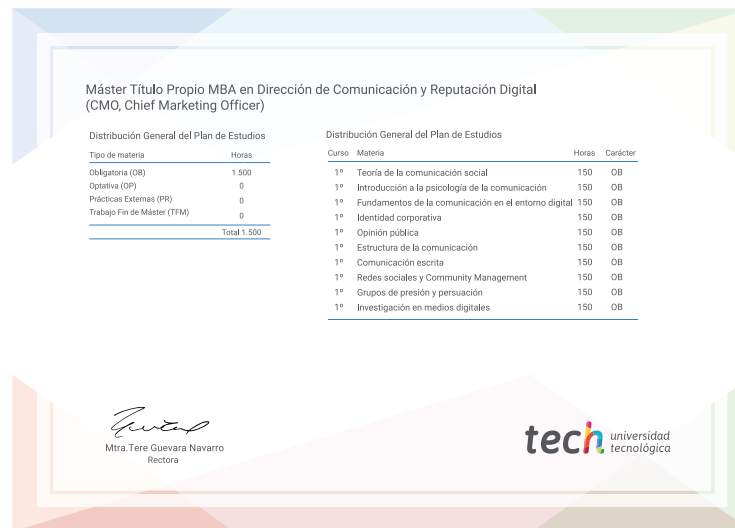 Máster Título Propio MBA en Dirección de Comunicación y Reputación Digital
(CMO, Chief Marketing Officer)
Distribución General del Plan de Estudios
Tipo de materia Horas
Obligatoria (OB) 1.500
Optativa (OP) 0
Prácticas Externas (PR) 0
Trabajo Fin de Máster (TFM) 0
Total 1.500
Distribución General del Plan de Estudios
Curso Materia Horas Carácter
1º Teoría de la comunicación social 150 OB
1º Introducción a la psicología de la comunicación 150 OB
1º Fundamentos de la comunicación en el entorno digital 150 OB
1º Identidad corporativa 150 OB
1º Opinión pública 150 OB
1º Estructura de la comunicación 150 OB
1º Comunicación escrita 150 OB
1º Redes sociales y Community Management 150 OB
1º Grupos de presión y persuación 150 OB
1º Investigación en medios digitales 150 OB
Mtra.Tere Guevara Navarro
Rectora
tech universidad
tecnológica